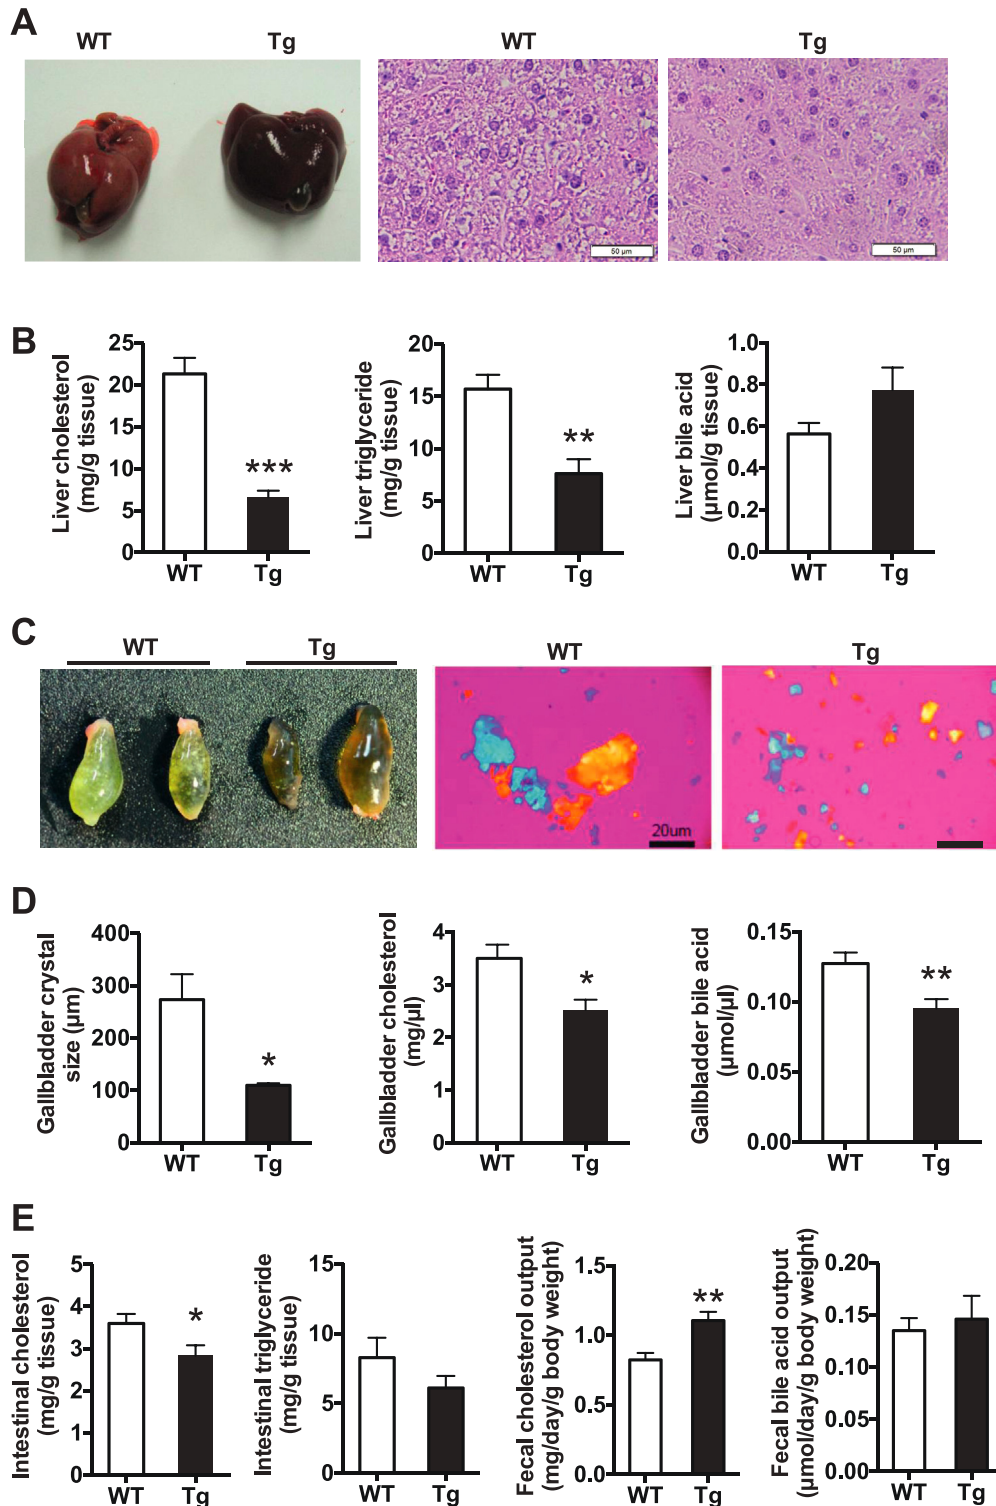 A
WT Tg WT Tg
50 µm 50 µm
B
Liver cholesterol
(mg/g tissue)
25
20
15
10
5
0
***
WT Tg
Liver triglyceride
(mg/g tissue)
20
15
10
5
0
**
WT Tg
Liver bile acid
(µmol/g tissue)
1.0
0.8
0.6
0.4
0.2
0.0
WT Tg
C
WT Tg WT Tg
20um
D
Gallbladder crystal
size (µm)
400
300
200
100
0
*
WT Tg
Gallbladder cholesterol
(mg/µl)
4
3
2
1
0
*
WT Tg
Gallbladder bile acid
(µmol/µl)
0.15
0.10
0.05
0.00
**
WT Tg
E
Intestinal cholesterol
(mg/g tissue)
5
4
3
2
1
0
*
WT Tg
Intestinal triglyceride
(mg/g tissue)
15
10
5
0
WT Tg
Fecal cholesterol output
(mg/day/g body weight)
1.5
1.0
0.5
0.0
**
WT Tg
Fecal bile acid output
(µmol/day/g body weight)
0.20
0.15
0.10
0.05
0.00
WT Tg